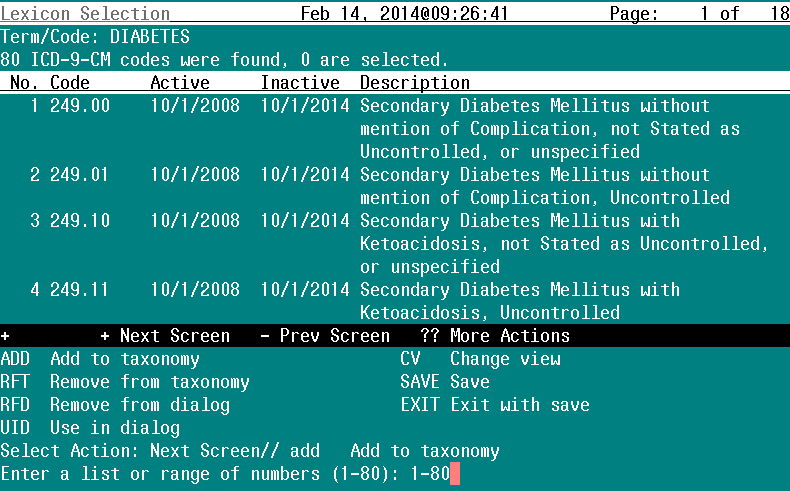 Lexicon Selection Feb 14, 2014@09:26:41 Page: 1 of 18
Term/Code: DIABETES
80 ICD-9-CM codes were found, 0 are selected.
No. Code Active Inactive Description
1 249.00 10/1/2008 10/1/2014 Secondary Diabetes Mellitus without
mention of Complication, not Stated as
Uncontrolled, or unspecified
2 249.01 10/1/2008 10/1/2014 Secondary Diabetes Mellitus without
mention of Complication, Uncontrolled
3 249.10 10/1/2008 10/1/2014 Secondary Diabetes Mellitus with
Ketoacidosis, not Stated as Uncontrolled,
or unspecified
4 249.11 10/1/2008 10/1/2014 Secondary Diabetes Mellitus with
Ketoacidosis, Uncontrolled
+ + Next Screen - Prev Screen ?? More Actions
ADD Add to taxonomy CV Change view
RFT Remove from taxonomy SAVE Save
RFD Remove from dialog EXIT Exit with save
UID Use in dialog
Select Action: Next Screen// add Add to taxonomy
Enter a list or range of numbers (1-80): 1-80